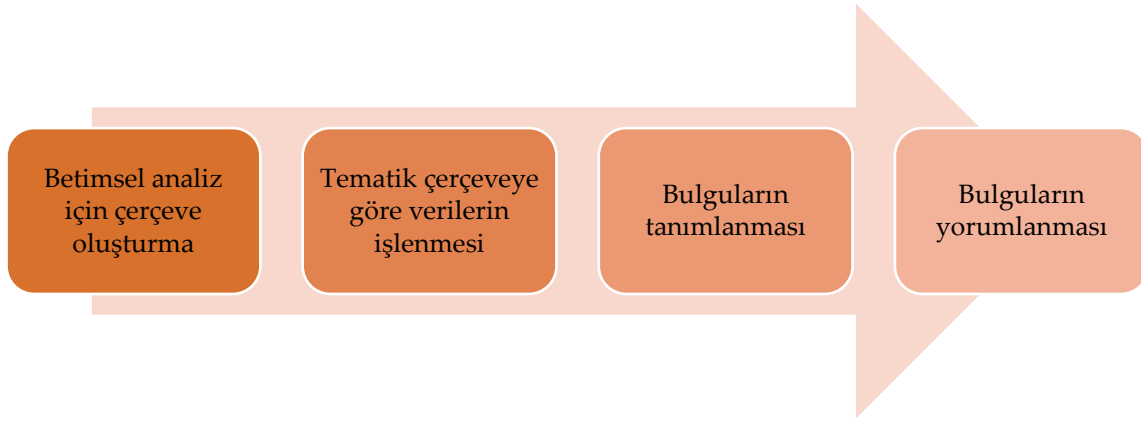 Betimsel analiz
için çerçeve
oluşturma
Tematik çerçeveye
göre verilerin
işlenmesi
Bulguların
tanımlanması
Bulguların
yorumlanması